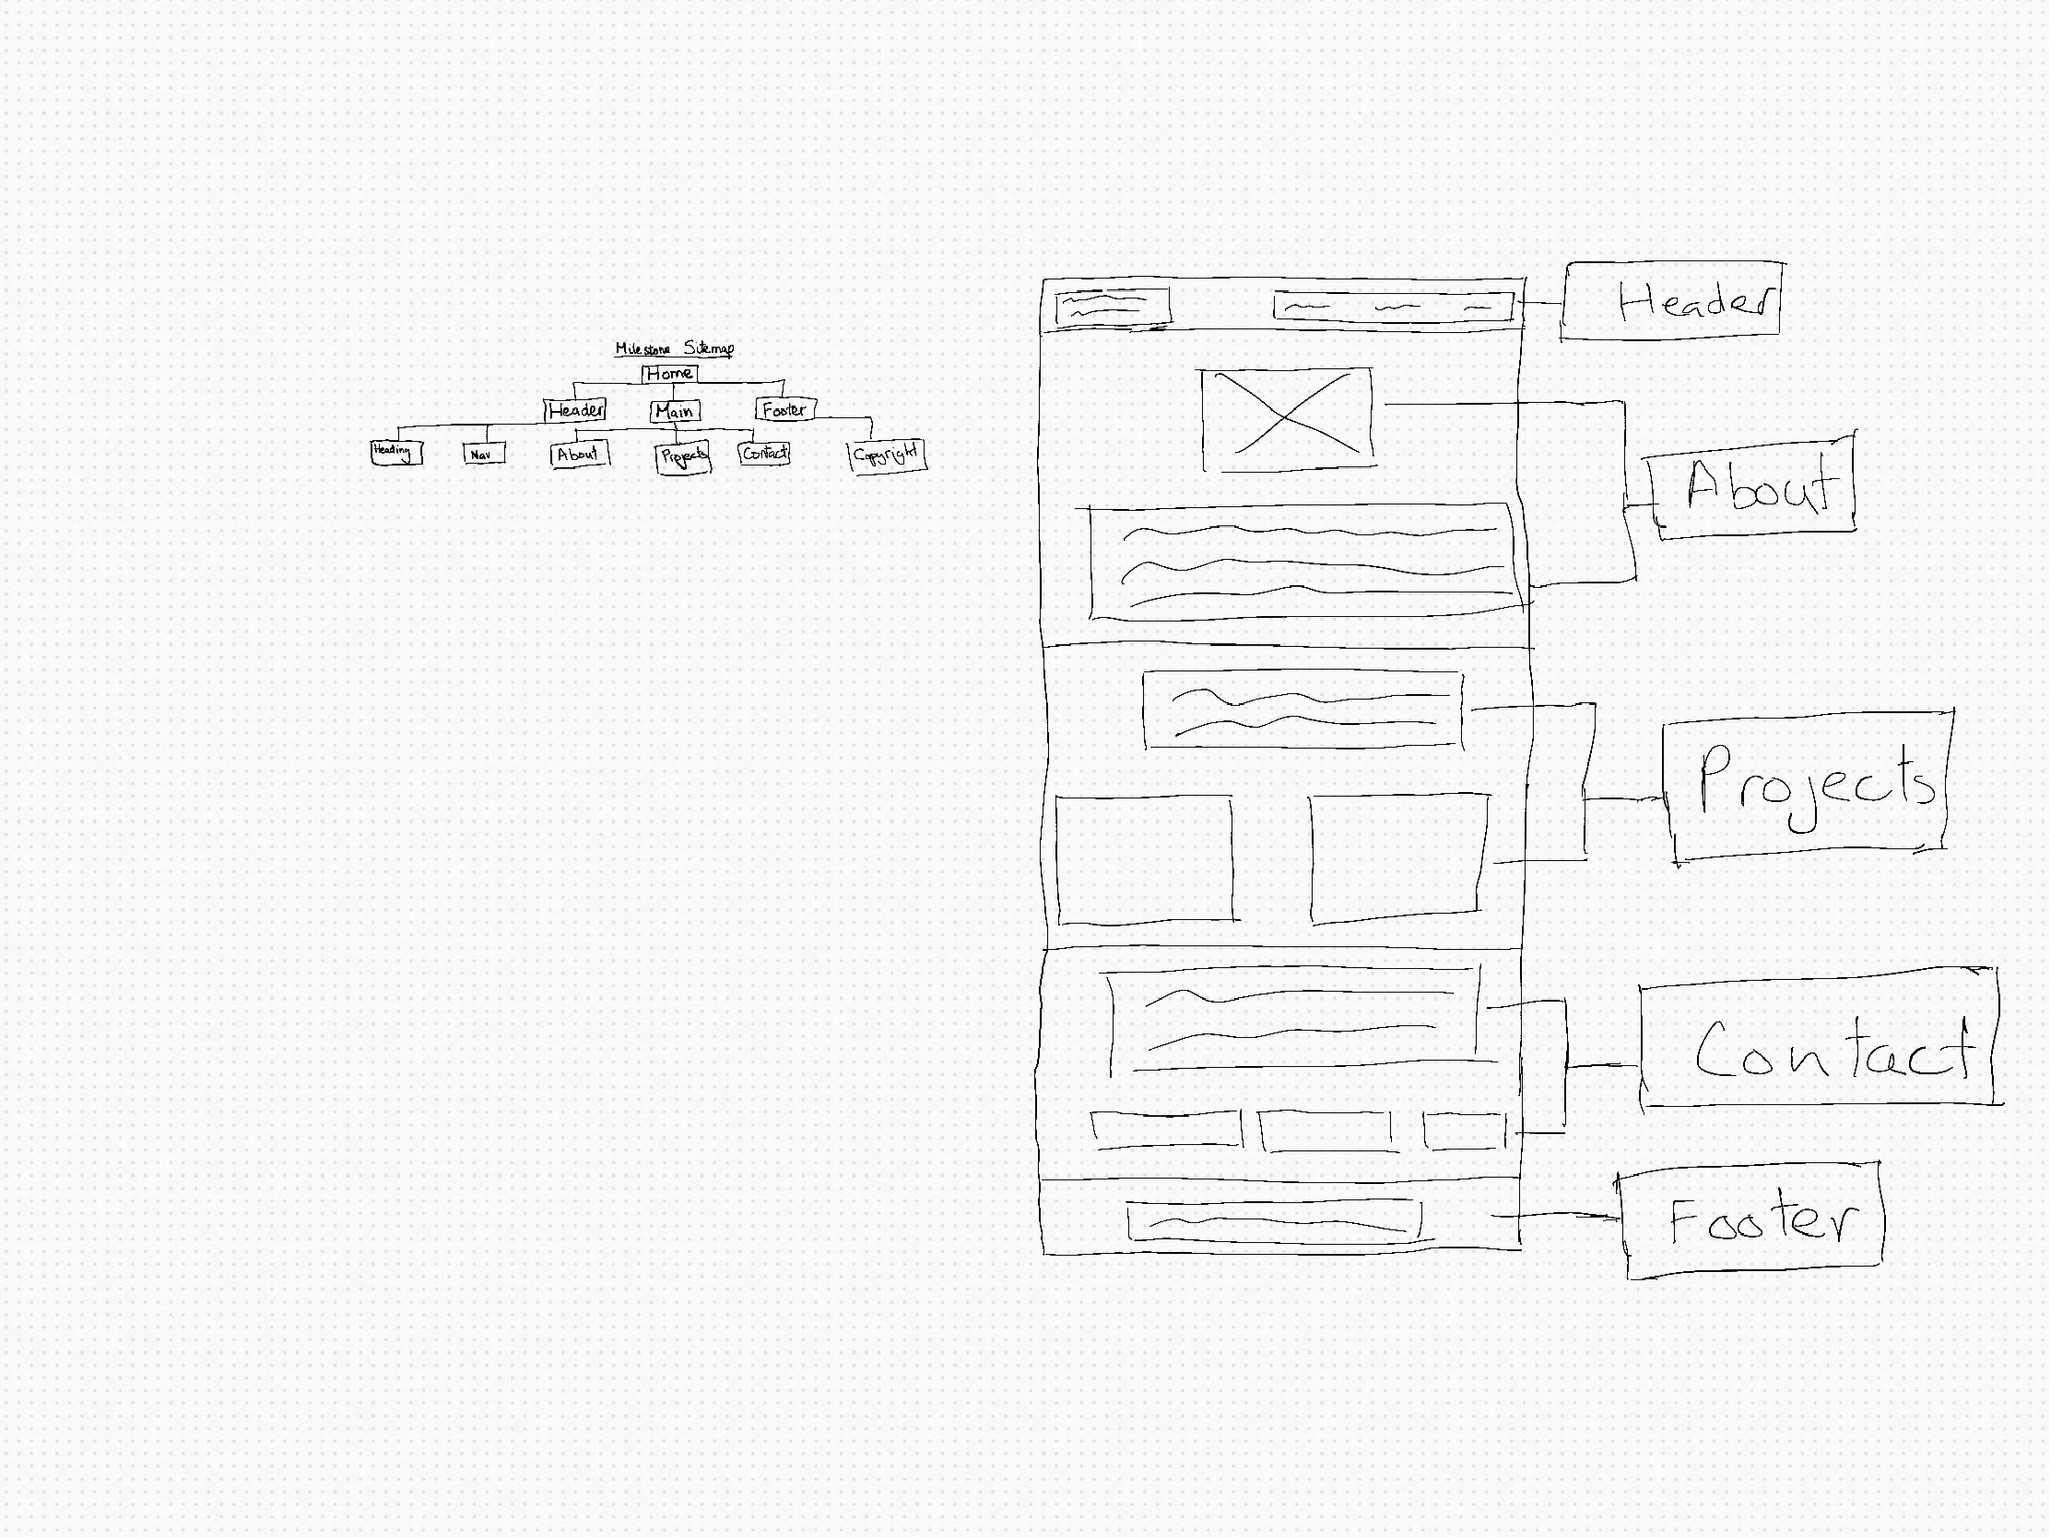 Milestone Sitemap
Home
Header Main Footer
Heading Nav About Projects Contact Copyright
Header
About
Projects
Contact
Footer